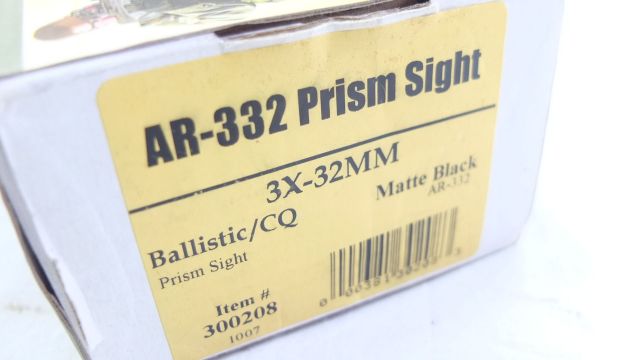 AR-332 Prism Sight
3X-32MM
Ballistic/CQ
Matte Black
Prism Sight
AR-332
Item #
300208
1007